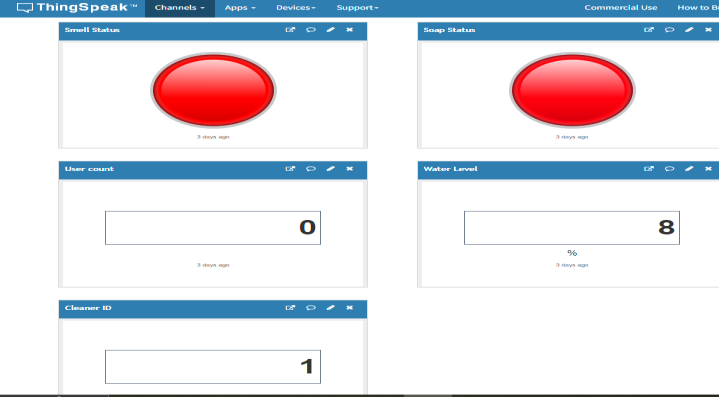 ThingSpeak™ Channels Apps Devices Support Commercial Use How to B
Smell Status
3 days ago
Soap Status
3 days ago
User count
0
3 days ago
Water Level
8
%
3 days ago
Cleaner ID
1